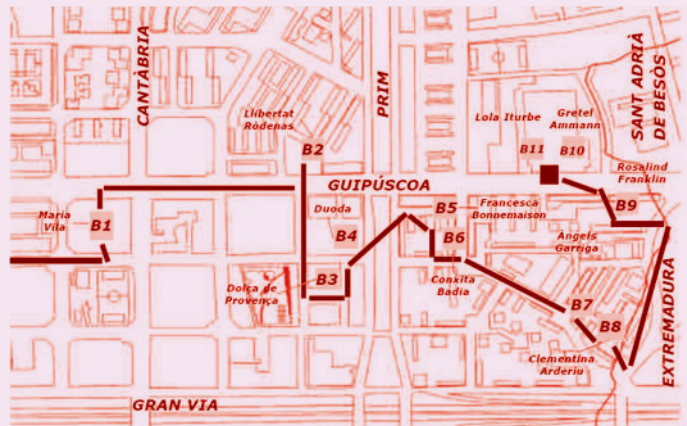 CANTÀBRIA
PRIM
SANT ADRIÀ
DE BESÒS
Llibertat
Ròdenas
B2
Lola Iturbe
Gretel
Ammann
B11
B10
Rosalind
Franklin
GUIPÚSCOA
Maria
Vila
B1
Duoda
B4
B5
Francesca
Bonnemaison
B6
B9
Àngels
Garriga
Dolça de
Provença
B3
Conxita
Badia
B7
B8
Clementina
Arderiu
EXTREMADURA
GRAN VIA